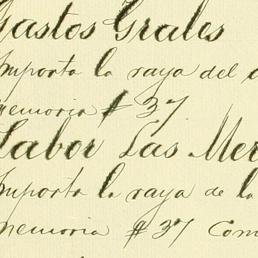 Gastos Grales
Importa la raya del
memoria $ 37
Labor Las Mer
Importa la raya de la
memoria $ 37 Com